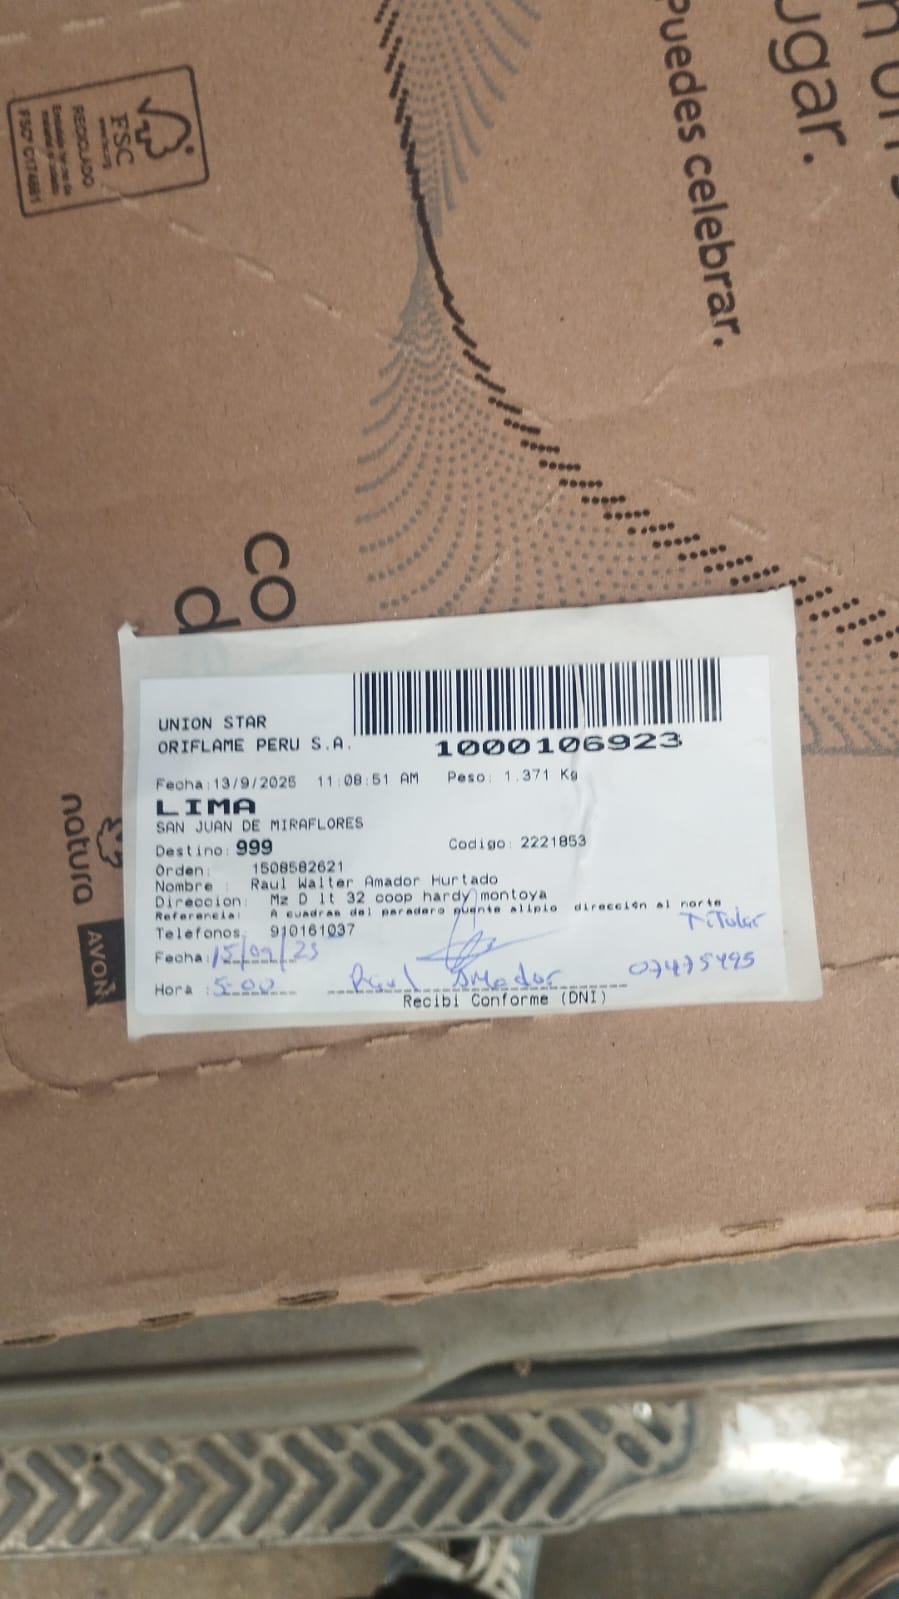 n un
ugar.
Puedes celebrar.
FSC
RECICLADO
FSC® C174681
co
d
natura
AVON
UNION STAR
ORIFLAME PERU S.A.
1000106923
Fecha:13/9/2025 11:08:51 AM Peso: 1.371 Kg
LIMA
SAN JUAN DE MIRAFLORES
Destino: 999 Codigo: 2221853
Orden: 1508582621
Nombre : Raul Walter Amador Hurtado
Direccion: Mz D lt 32 coop hardy montoya
Referencia: A cuadras del paradero puente alipio dirección al norte
Telefonos: 910161037
Titular
Fecha: 15/09/25
Hora : 5:00 Raul Amador 07475495
Recibi Conforme (DNI)